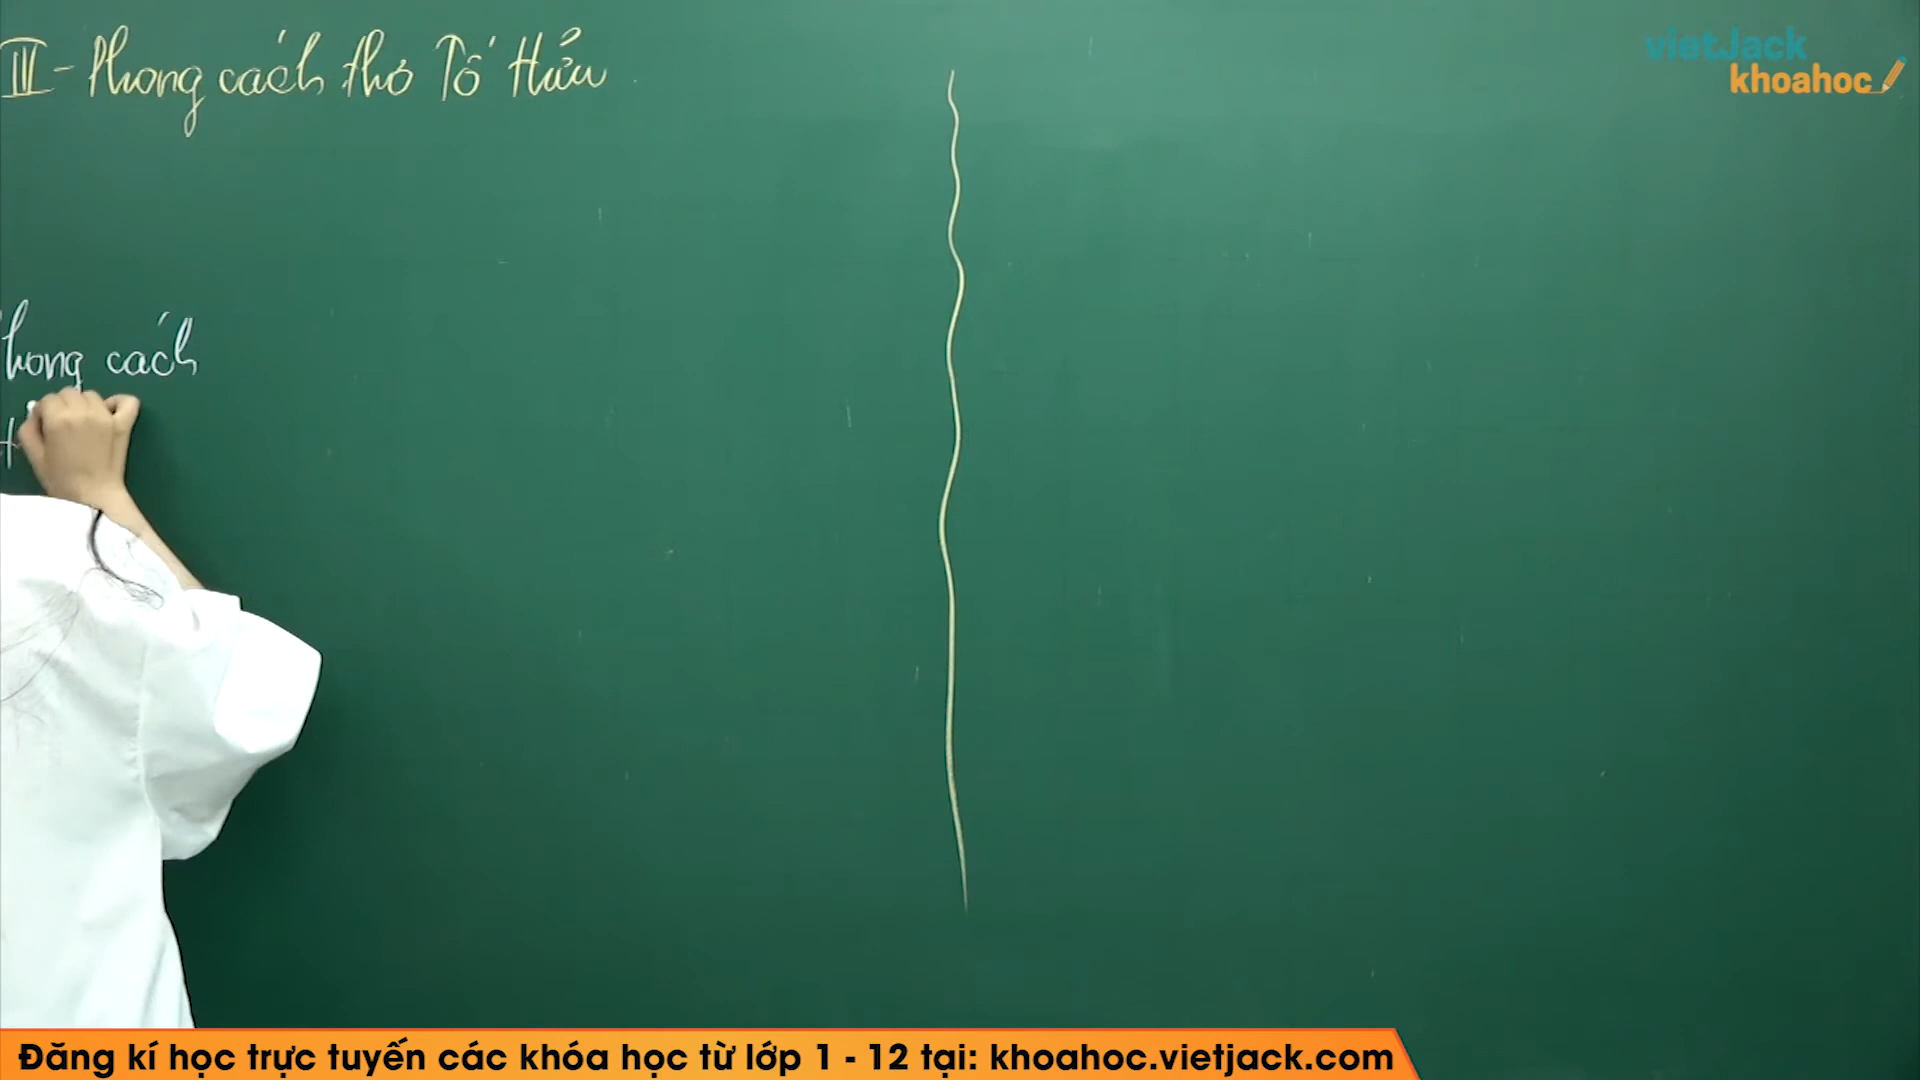 III - Phong cách thơ Tố Hữu
vietJack
khoahoc
Phong cách
Đăng kí học trực tuyến các khóa học từ lớp 1 - 12 tại: khoahoc.vietjack.com